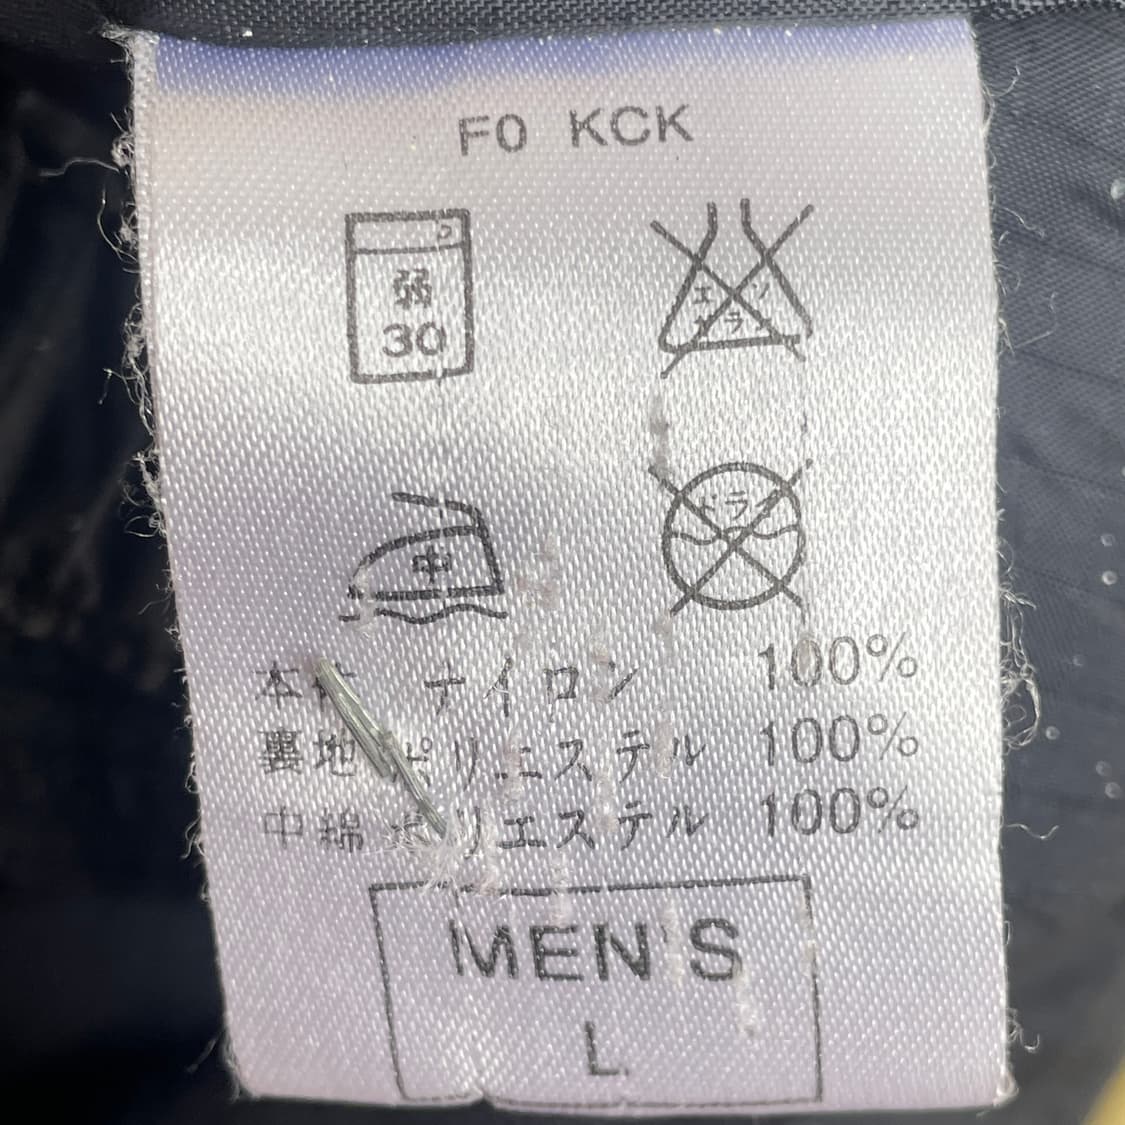 F0 KCK
弱
30
エンソ
サラシ
中
ドライ
本体 ナイロン 100%
裏地 ポリエステル 100%
中綿 ポリエステル 100%
MEN'S
L